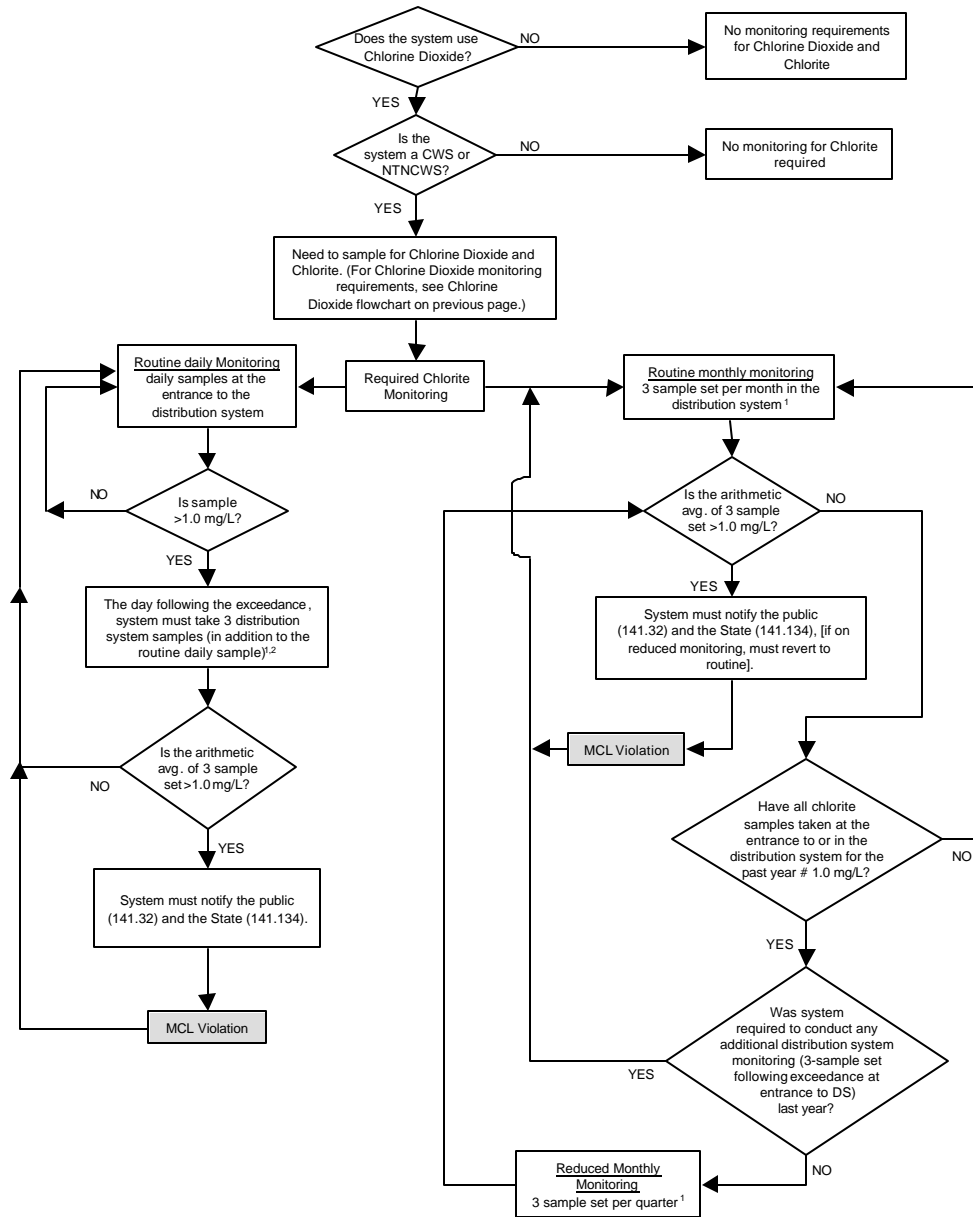 Does the system use
Chlorine Dioxide?
NO
No monitoring requirements
for Chlorine Dioxide and
Chlorite
YES
Is the
system a CWS or
NTNCWS?
NO
No monitoring for Chlorite
required
YES
Need to sample for Chlorine Dioxide and
Chlorite. (For Chlorine Dioxide monitoring
requirements, see Chlorine
Dioxide flowchart on previous page.)
Required Chlorite
Monitoring
Routine daily Monitoring
daily samples at the
entrance to the
distribution system
NO
Is sample
>1.0 mg/L?
YES
The day following the exceedance,
system must take 3 distribution
system samples (in addition to the
routine daily sample)1,2
Is the arithmetic
avg. of 3 sample
set >1.0 mg/L?
NO
YES
System must notify the public
(141.32) and the State (141.134).
MCL Violation
Routine monthly monitoring
3 sample set per month in the
distribution system 1
Is the arithmetic
avg. of 3 sample
set >1.0 mg/L?
NO
YES
System must notify the public
(141.32) and the State (141.134), [if on
reduced monitoring, must revert to
routine].
MCL Violation
Have all chlorite
samples taken at the
entrance to or in the
distribution system for the
past year # 1.0 mg/L?
NO
YES
Was system
required to conduct any
additional distribution system
monitoring (3-sample set
following exceedance at
entrance to DS)
last year?
YES
NO
Reduced Monthly
Monitoring
3 sample set per quarter 1